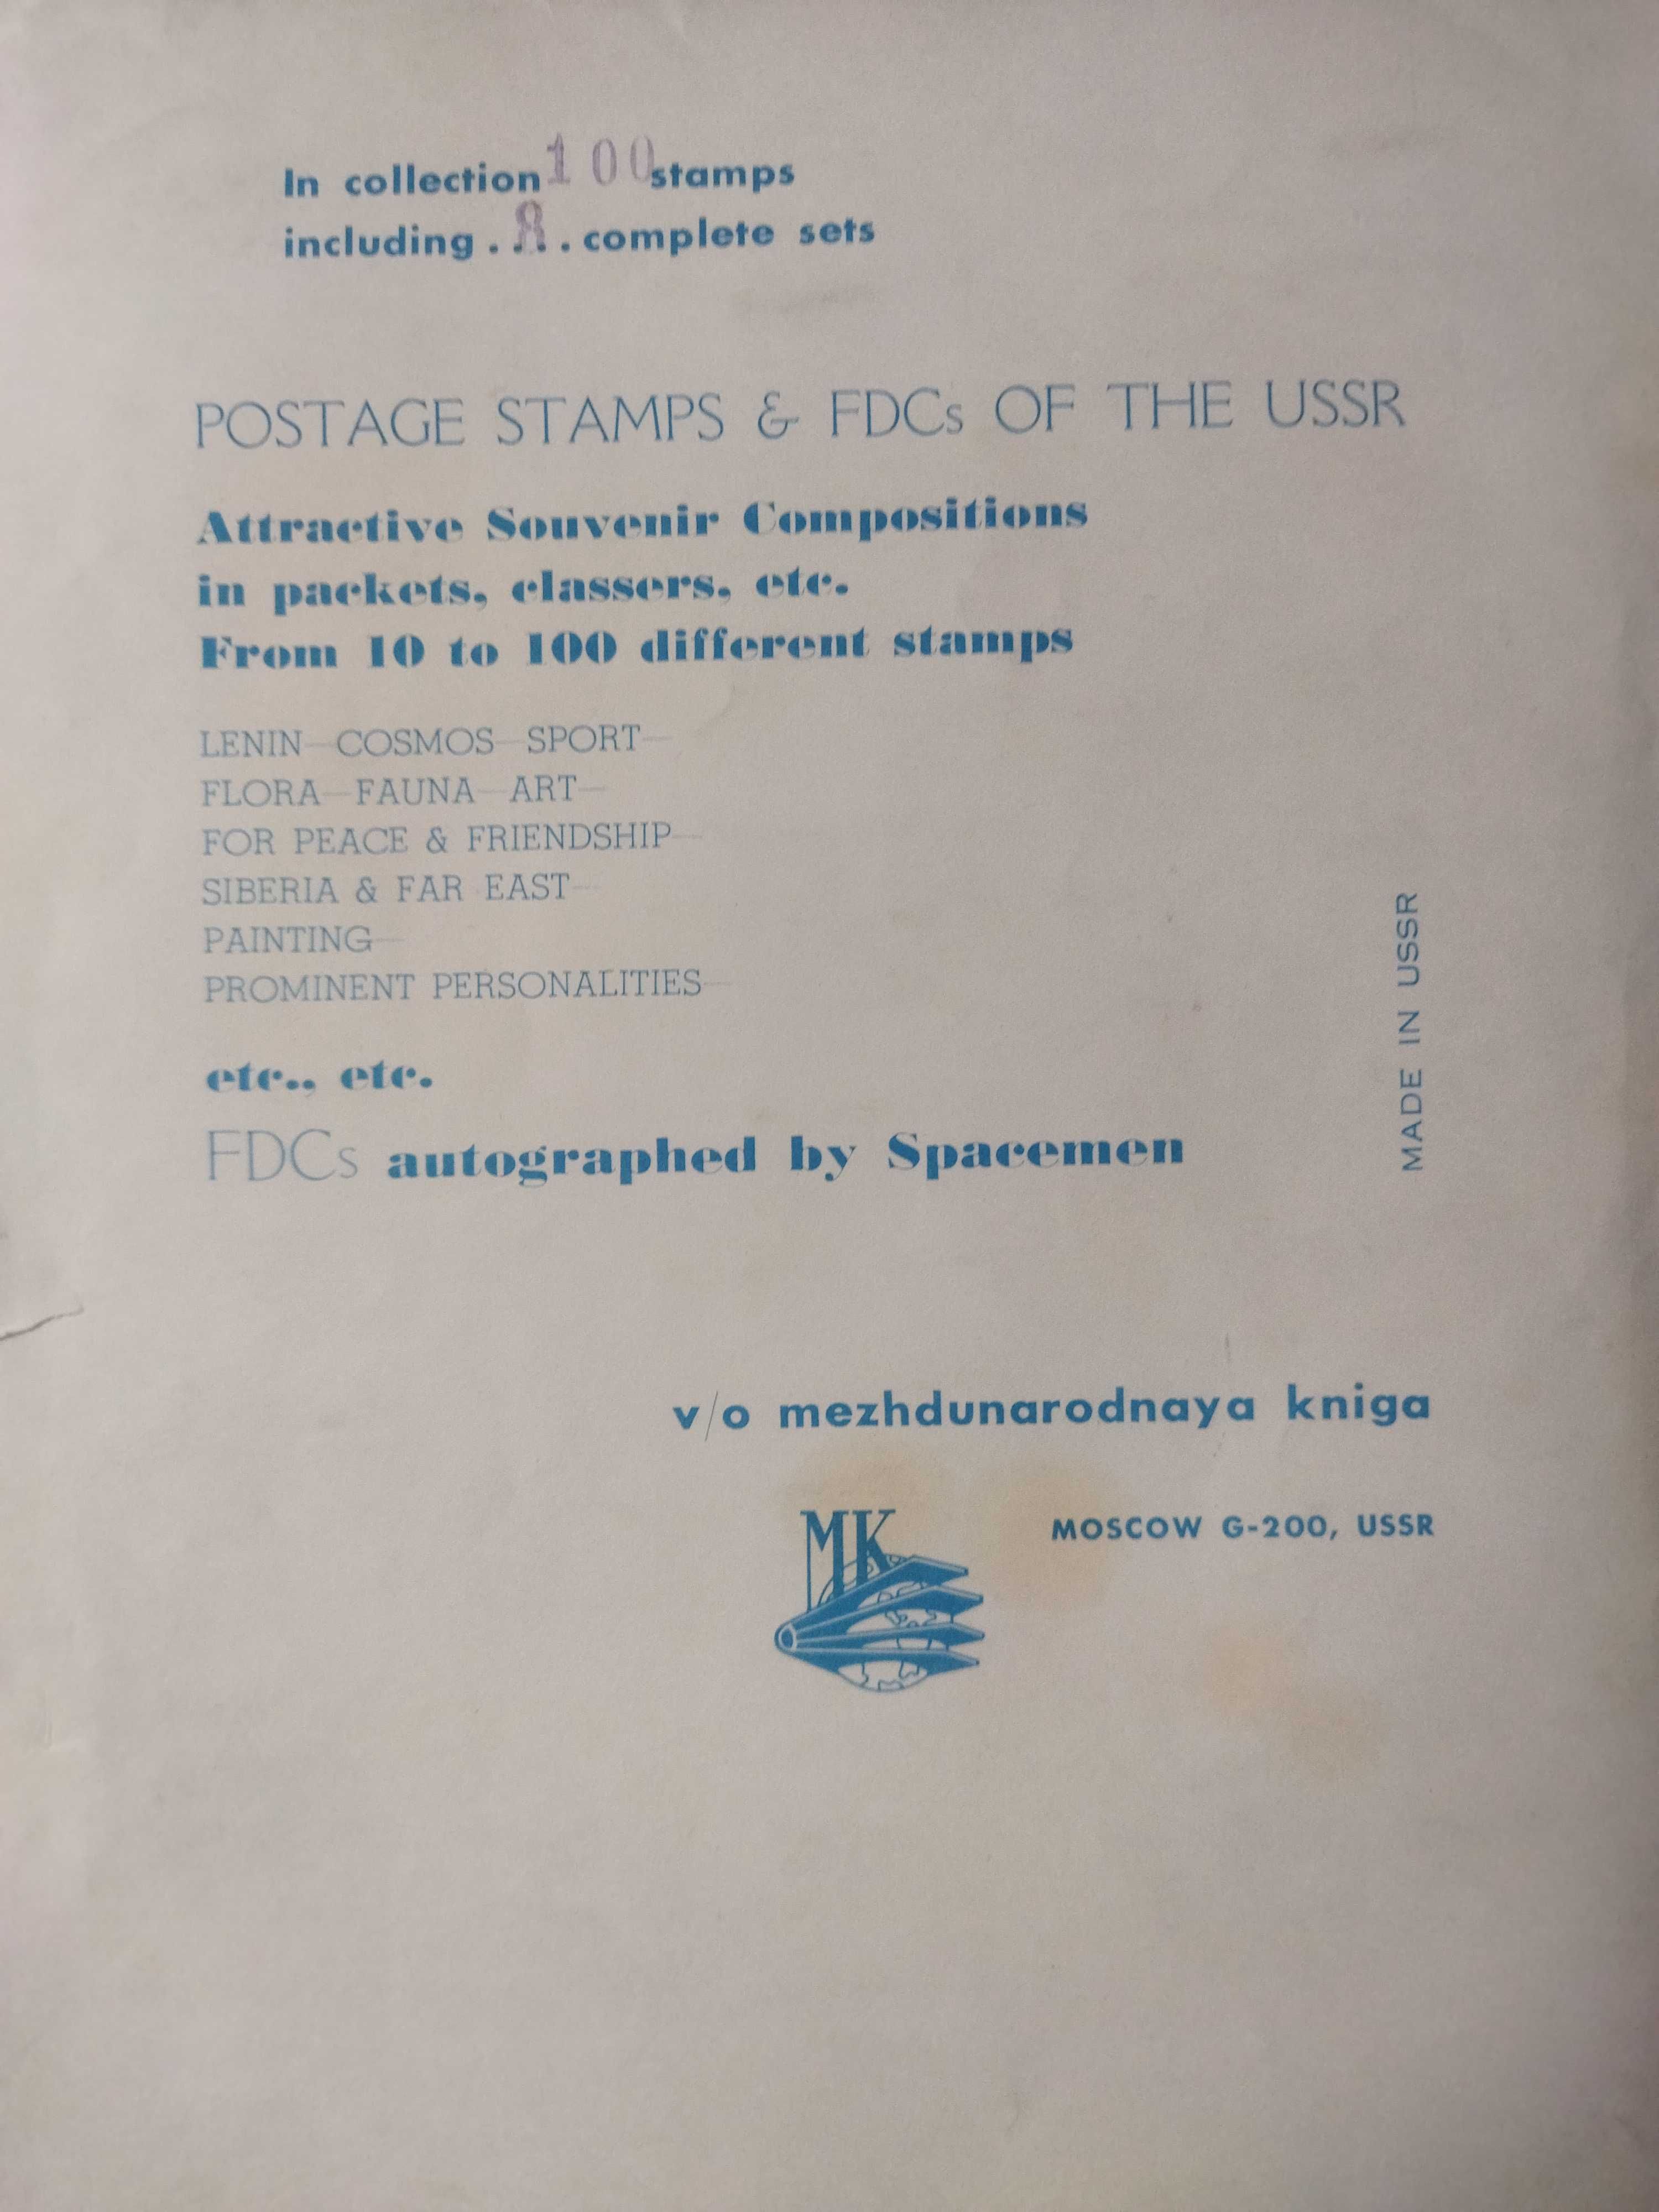 In collection 100 stamps
including . 8 . . complete sets
POSTAGE STAMPS & FDCs OF THE USSR
Attractive Souvenir Compositions
in packets, classers, etc.
From 10 to 100 different stamps
LENIN—COSMOS—SPORT—
FLORA—FAUNA—ART—
FOR PEACE & FRIENDSHIP—
SIBERIA & FAR EAST—
PAINTING—
PROMINENT PERSONALITIES—
etc., etc.
FDCs autographed by Spacemen
MADE IN USSR
v/o mezhdunarodnaya kniga
MK
MOSCOW G-200, USSR